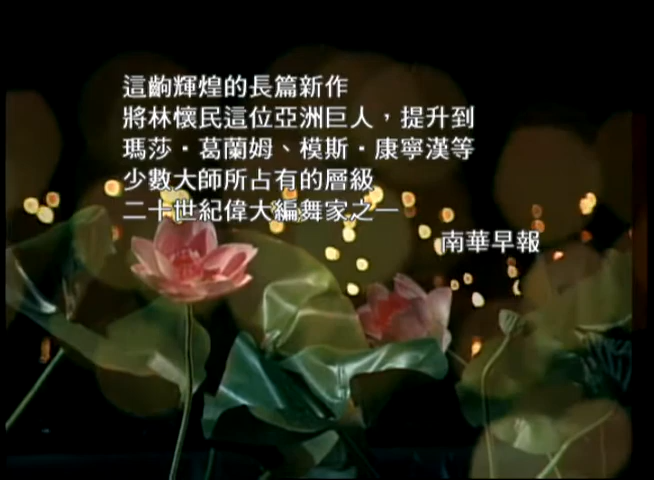 這齣輝煌的長篇新作
將林懷民這位亞洲巨人，提升到
瑪莎·葛蘭姆、模斯·康寧漢等
少數大師所占有的層級
二十世紀偉大編舞家之一
南華早報